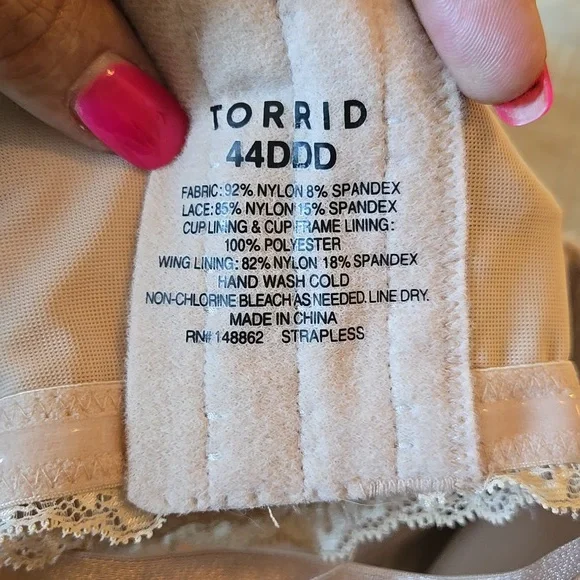 TORRID
44DDD
FABRIC: 92% NYLON 8% SPANDEX
LACE: 85% NYLON 15% SPANDEX
CUP LINING & CUP FRAME LINING:
100% POLYESTER
WING LINING: 82% NYLON 18% SPANDEX
HAND WASH COLD
NON-CHLORINE BLEACH AS NEEDED. LINE DRY.
MADE IN CHINA
RN# 148862 STRAPLESS